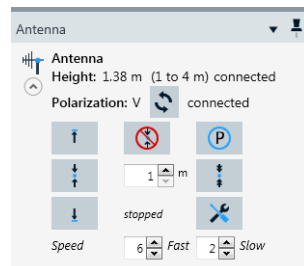 Antenna
Antenna
Height: 1.38 m (1 to 4 m) connected
Polarization: V connected
P
1 m
stopped
Speed 6 Fast 2 Slow